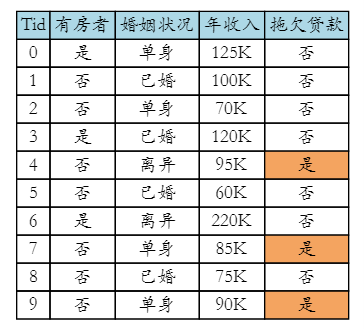 Tid 有房者 婚姻状况 年收入 拖欠贷款
0 是 单身 125K 否
1 否 已婚 100K 否
2 否 单身 70K 否
3 是 已婚 120K 否
4 否 离异 95K 是
5 否 已婚 60K 否
6 是 离异 220K 否
7 否 单身 85K 是
8 否 已婚 75K 否
9 否 单身 90K 是